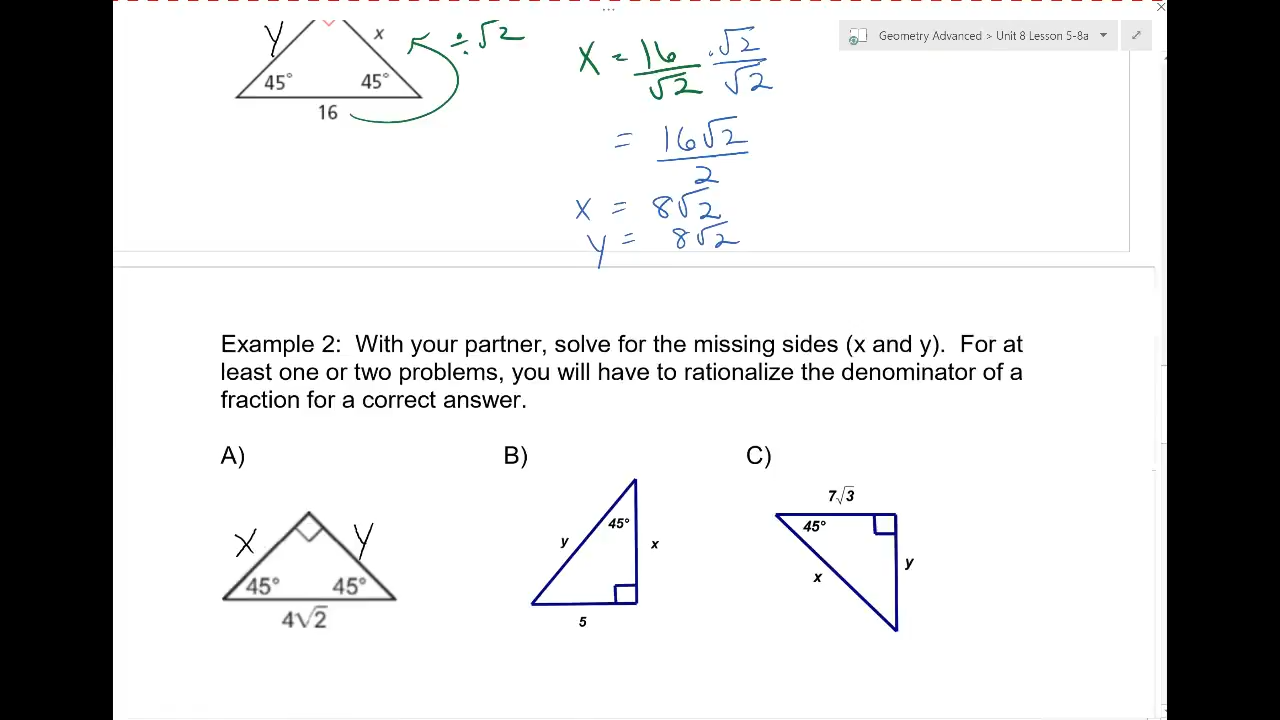 Geometry Advanced > Unit 8 Lesson 5-8a
y x ÷√2
45° 45°
16
x = 16/√2 · √2/√2
= 16√2/2
x = 8√2
y = 8√2
Example 2: With your partner, solve for the missing sides (x and y). For at
least one or two problems, you will have to rationalize the denominator of a
fraction for a correct answer.
A) B) C)
x y
45° 45°
4√2
45°
y x
5
7√3
45°
x y